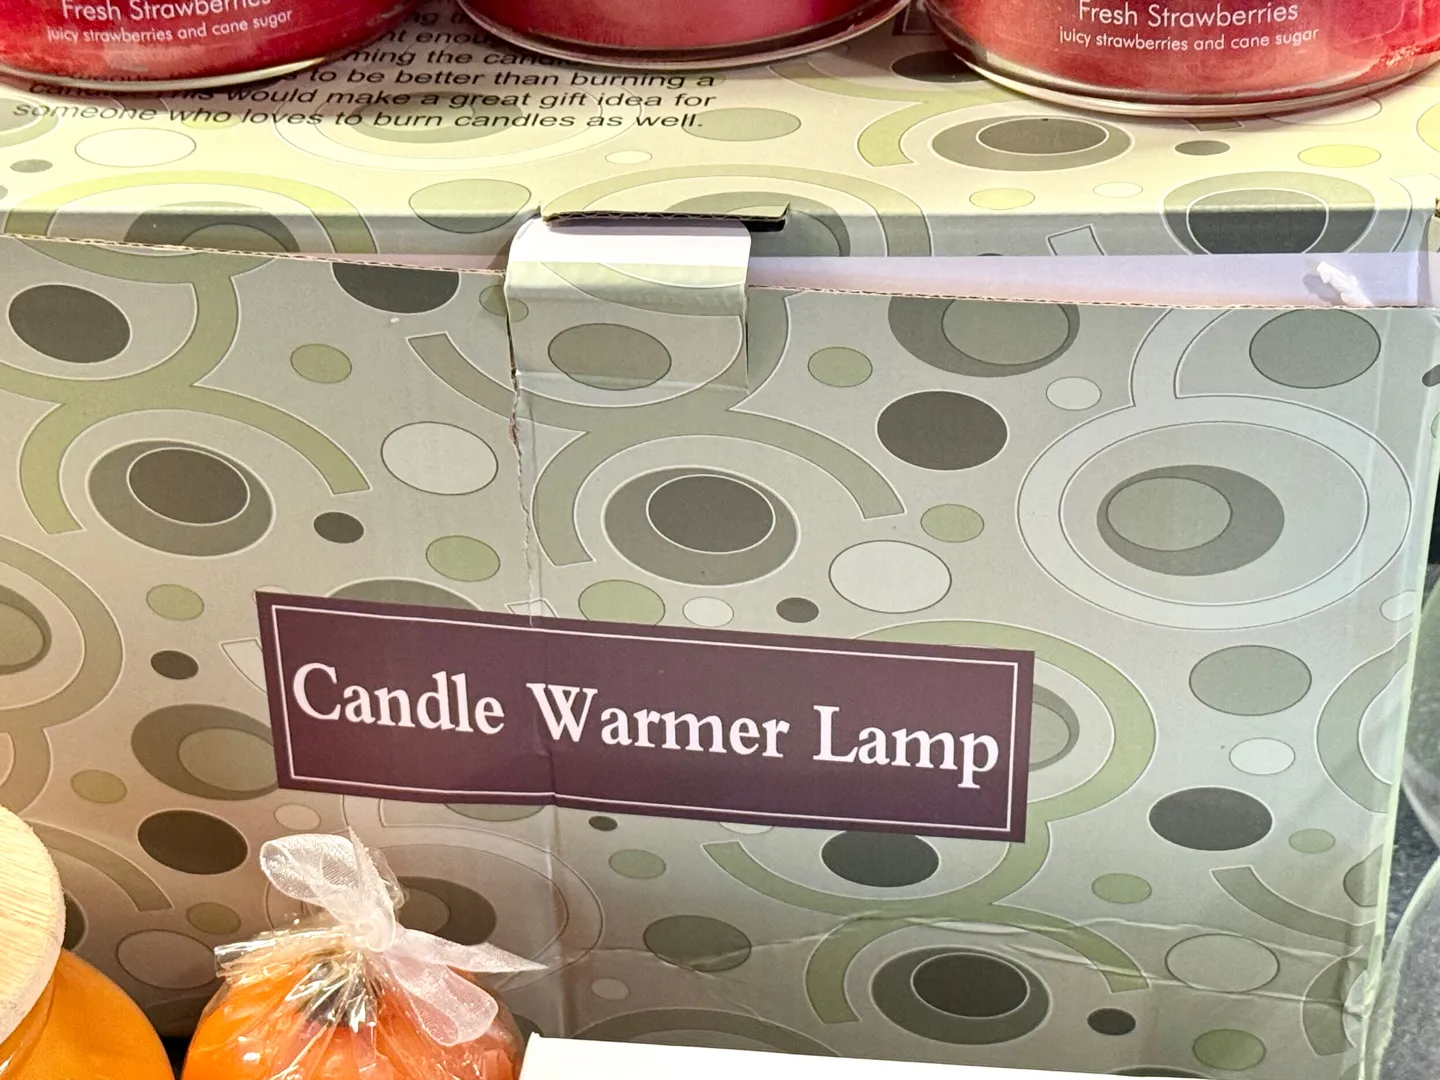 Fresh Strawberries
juicy strawberries and cane sugar
Fresh Strawberries
juicy strawberries and cane sugar
to be better than burning a
would make a great gift idea for
someone who loves to burn candles as well.
Candle Warmer Lamp